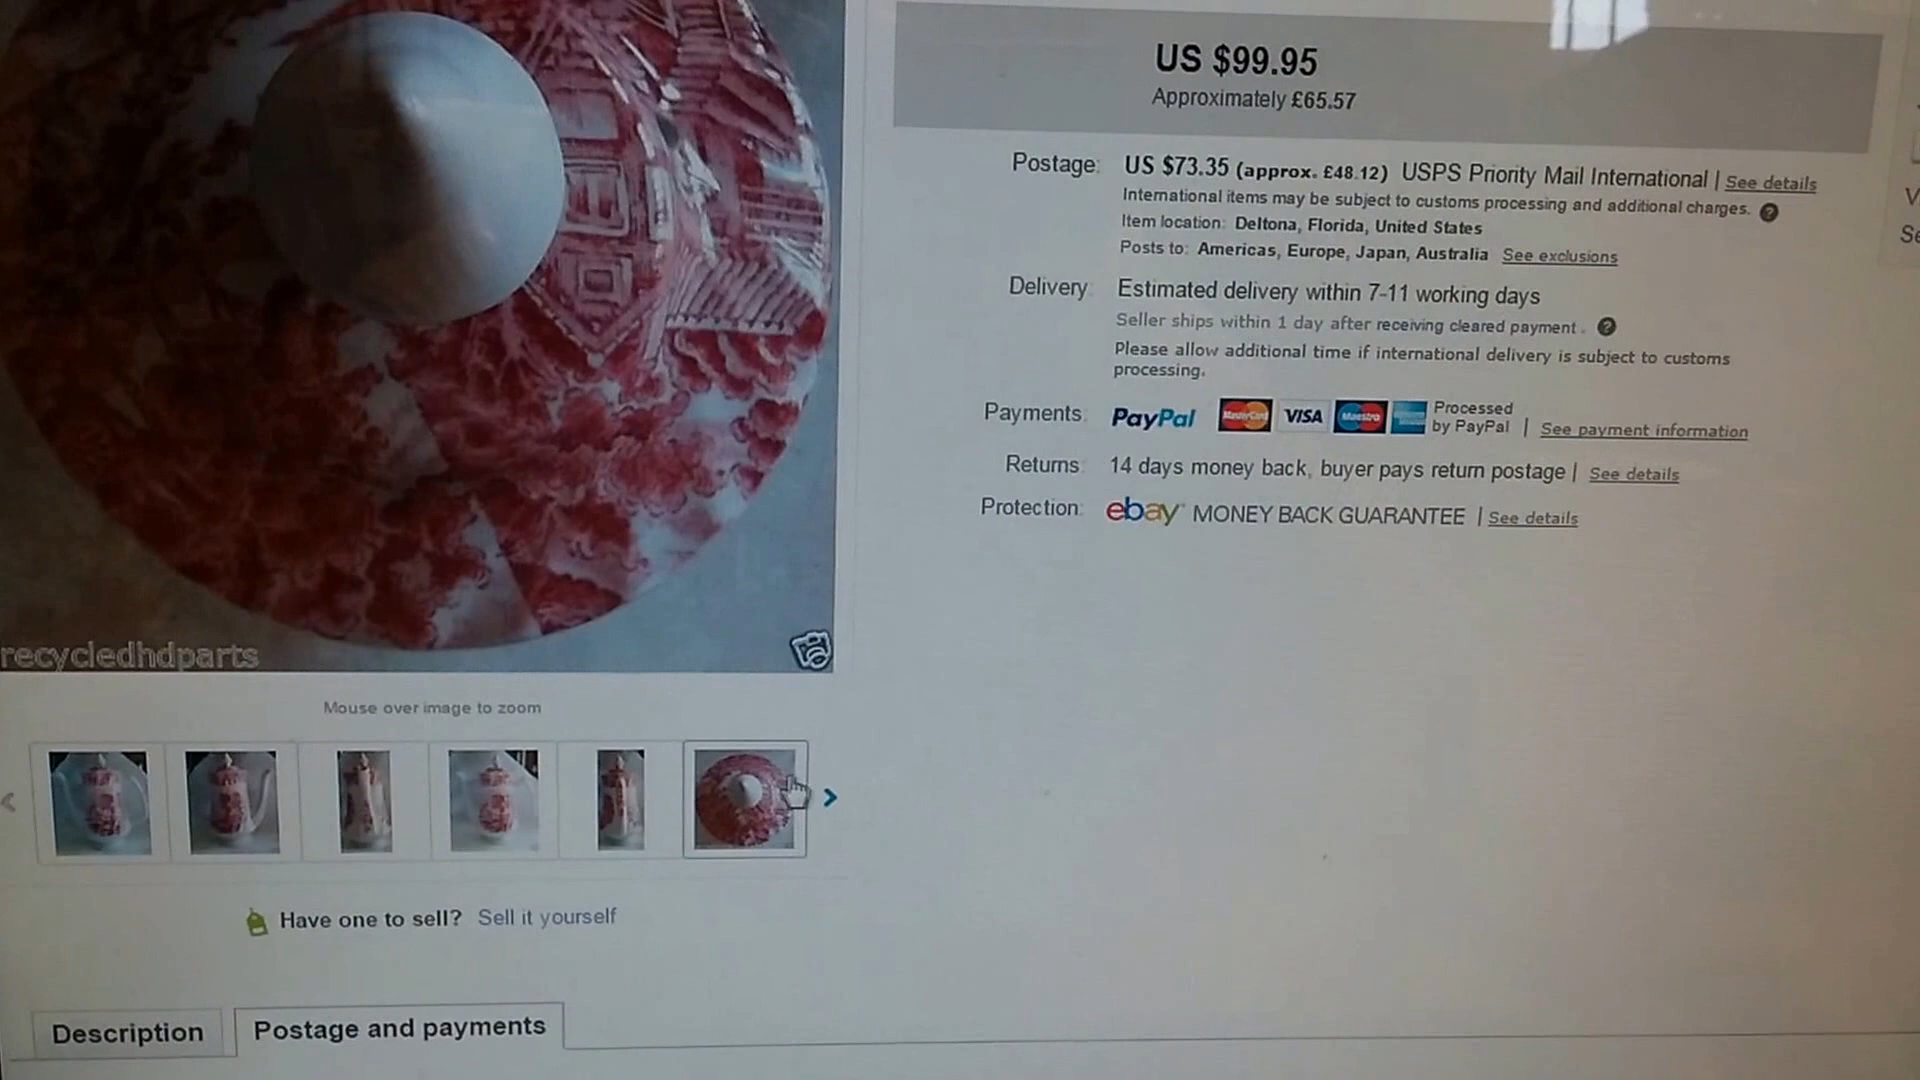 US $99.95
Approximately £65.57
Postage: US $73.35 (approx. £48.12) USPS Priority Mail International | See details
International items may be subject to customs processing and additional charges. ?
Item location: Deltona, Florida, United States
Posts to: Americas, Europe, Japan, Australia See exclusions
Delivery: Estimated delivery within 7-11 working days
Seller ships within 1 day after receiving cleared payment. ?
Please allow additional time if international delivery is subject to customs
processing.
Payments: PayPal MasterCard VISA Maestro Processed
by PayPal | See payment information
Returns: 14 days money back, buyer pays return postage | See details
Protection: ebay MONEY BACK GUARANTEE | See details
recycledhdparts
Mouse over image to zoom
Have one to sell? Sell it yourself
Description
Postage and payments